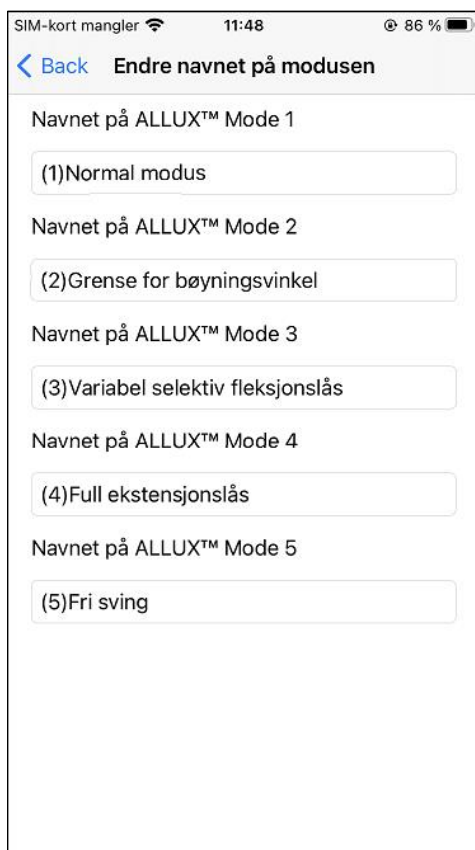 SIM-kort mangler 11:48 86 %
Back Endre navnet på modusen
Navnet på ALLUX™ Mode 1
(1)Normal modus
Navnet på ALLUX™ Mode 2
(2)Grense for bøyningsvinkel
Navnet på ALLUX™ Mode 3
(3)Variabel selektiv fleksjonslås
Navnet på ALLUX™ Mode 4
(4)Full ekstensjonslås
Navnet på ALLUX™ Mode 5
(5)Fri sving